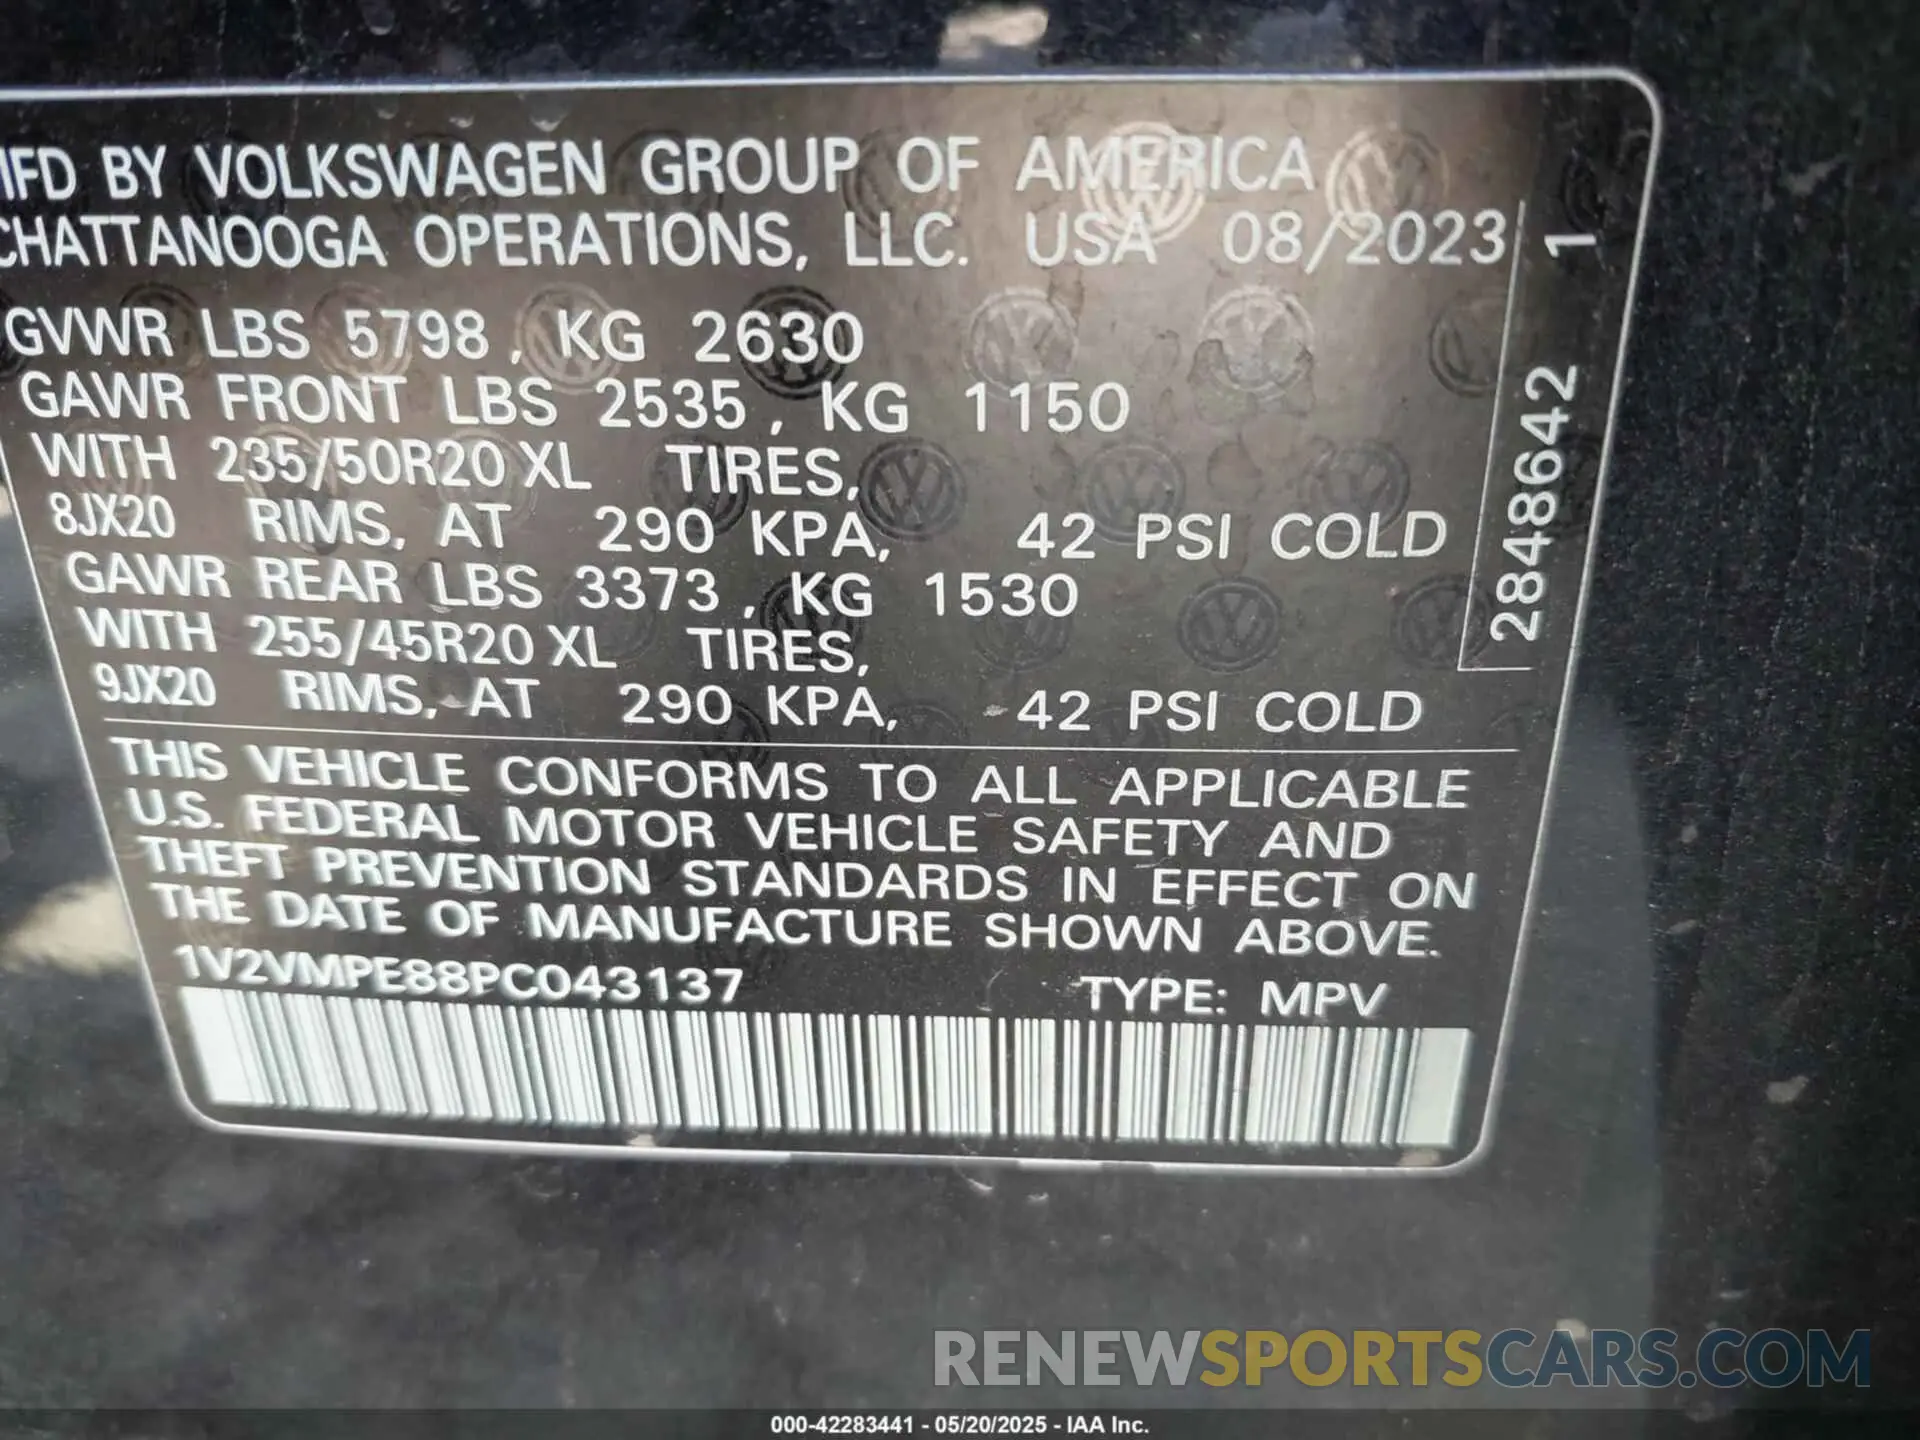 MFD BY VOLKSWAGEN GROUP OF AMERICA
CHATTANOOGA OPERATIONS, LLC. USA 08/2023
GVWR LBS 5798, KG 2630
GAWR FRONT LBS 2535, KG 1150
WITH 235/50R20 XL TIRES,
8JX20 RIMS, AT 290 KPA, 42 PSI COLD
GAWR REAR LBS 3373, KG 1530
WITH 255/45R20 XL TIRES,
9JX20 RIMS, AT 290 KPA, 42 PSI COLD
2848642 1
THIS VEHICLE CONFORMS TO ALL APPLICABLE
U.S. FEDERAL MOTOR VEHICLE SAFETY AND
THEFT PREVENTION STANDARDS IN EFFECT ON
THE DATE OF MANUFACTURE SHOWN ABOVE.
1V2VMPE88PC043137 TYPE: MPV
RENEWSPORTSCARS.COM
000-42283441 - 05/20/2025 - IAA Inc.